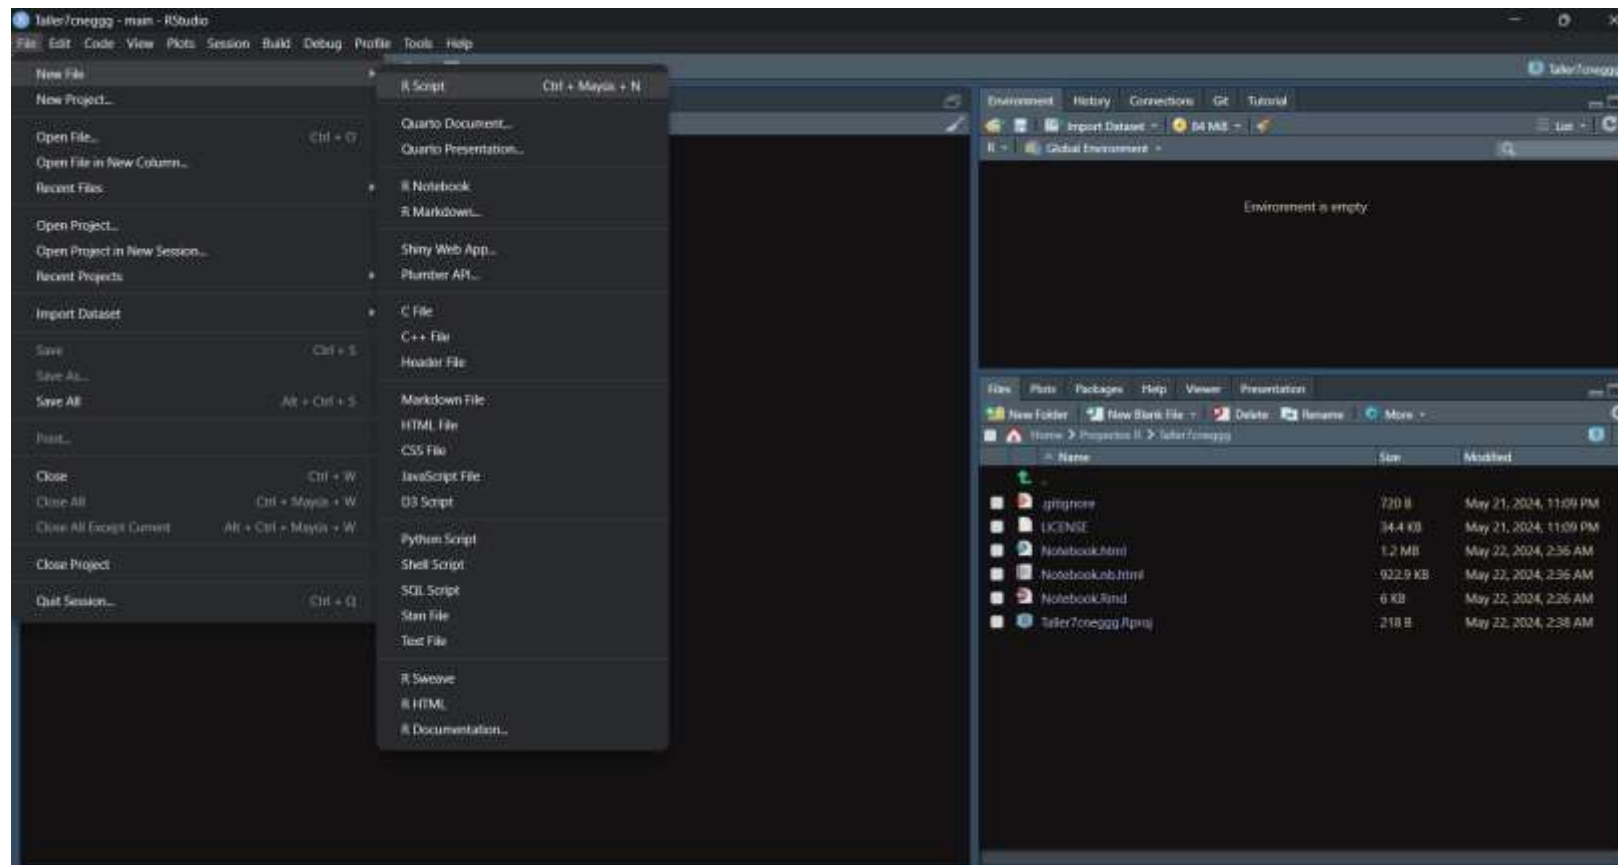 Taller7cneggg - main - RStudio
File Edit Code View Plots Session Build Debug Profile Tools Help
New File
New Project...
Open File... Ctrl + O
Open File in New Column...
Recent Files
Open Project...
Open Project in New Session...
Recent Projects
Import Dataset
Save Ctrl + S
Save As...
Save All Alt + Ctrl + S
Print...
Close Ctrl + W
Close All Ctrl + Mayús + W
Close All Except Current Alt + Ctrl + Mayús + W
Close Project
Quit Session... Ctrl + Q
R Script Ctrl + Mayús + N
Quarto Document...
Quarto Presentation...
R Notebook
R Markdown...
Shiny Web App...
Plumber API...
C File
C++ File
Header File
Markdown File
HTML File
CSS File
JavaScript File
D3 Script
Python Script
Shell Script
SQL Script
Stan File
Text File
R Sweave
R HTML
R Documentation...
Taller7cneggg
Environment History Connections Git Tutorial
Import Dataset 84 MiB List
R Global Environment
Environment is empty
Files Plots Packages Help Viewer Presentation
New Folder New Blank File Delete Rename More
Home > Proyectos R > Taller7cneggg
Name Size Modified
..
.gitignore 720 B May 21, 2024, 11:09 PM
LICENSE 34.4 KB May 21, 2024, 11:09 PM
Notebook.html 1.2 MB May 22, 2024, 2:36 AM
Notebook.nb.html 922.9 KB May 22, 2024, 2:36 AM
Notebook.Rmd 6 KB May 22, 2024, 2:26 AM
Taller7cneggg.Rproj 218 B May 22, 2024, 2:38 AM